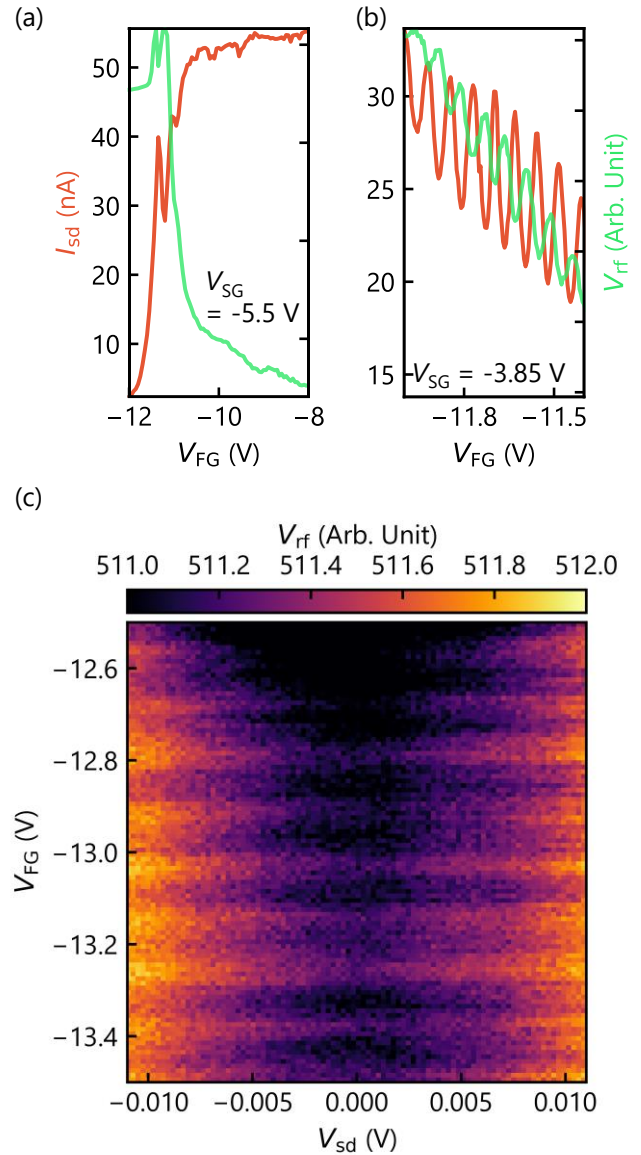 (a)
50
40
30
20
10
I_sd (nA)
V_SG
= -5.5 V
−12
−10
−8
V_FG (V)
(b)
30
25
20
15
V_rf (Arb. Unit)
V_SG = -3.85 V
−11.8
−11.5
V_FG (V)
(c)
V_rf (Arb. Unit)
511.0 511.2 511.4 511.6 511.8 512.0
−12.6
−12.8
−13.0
−13.2
−13.4
V_FG (V)
−0.010 −0.005 0.000 0.005 0.010
V_sd (V)